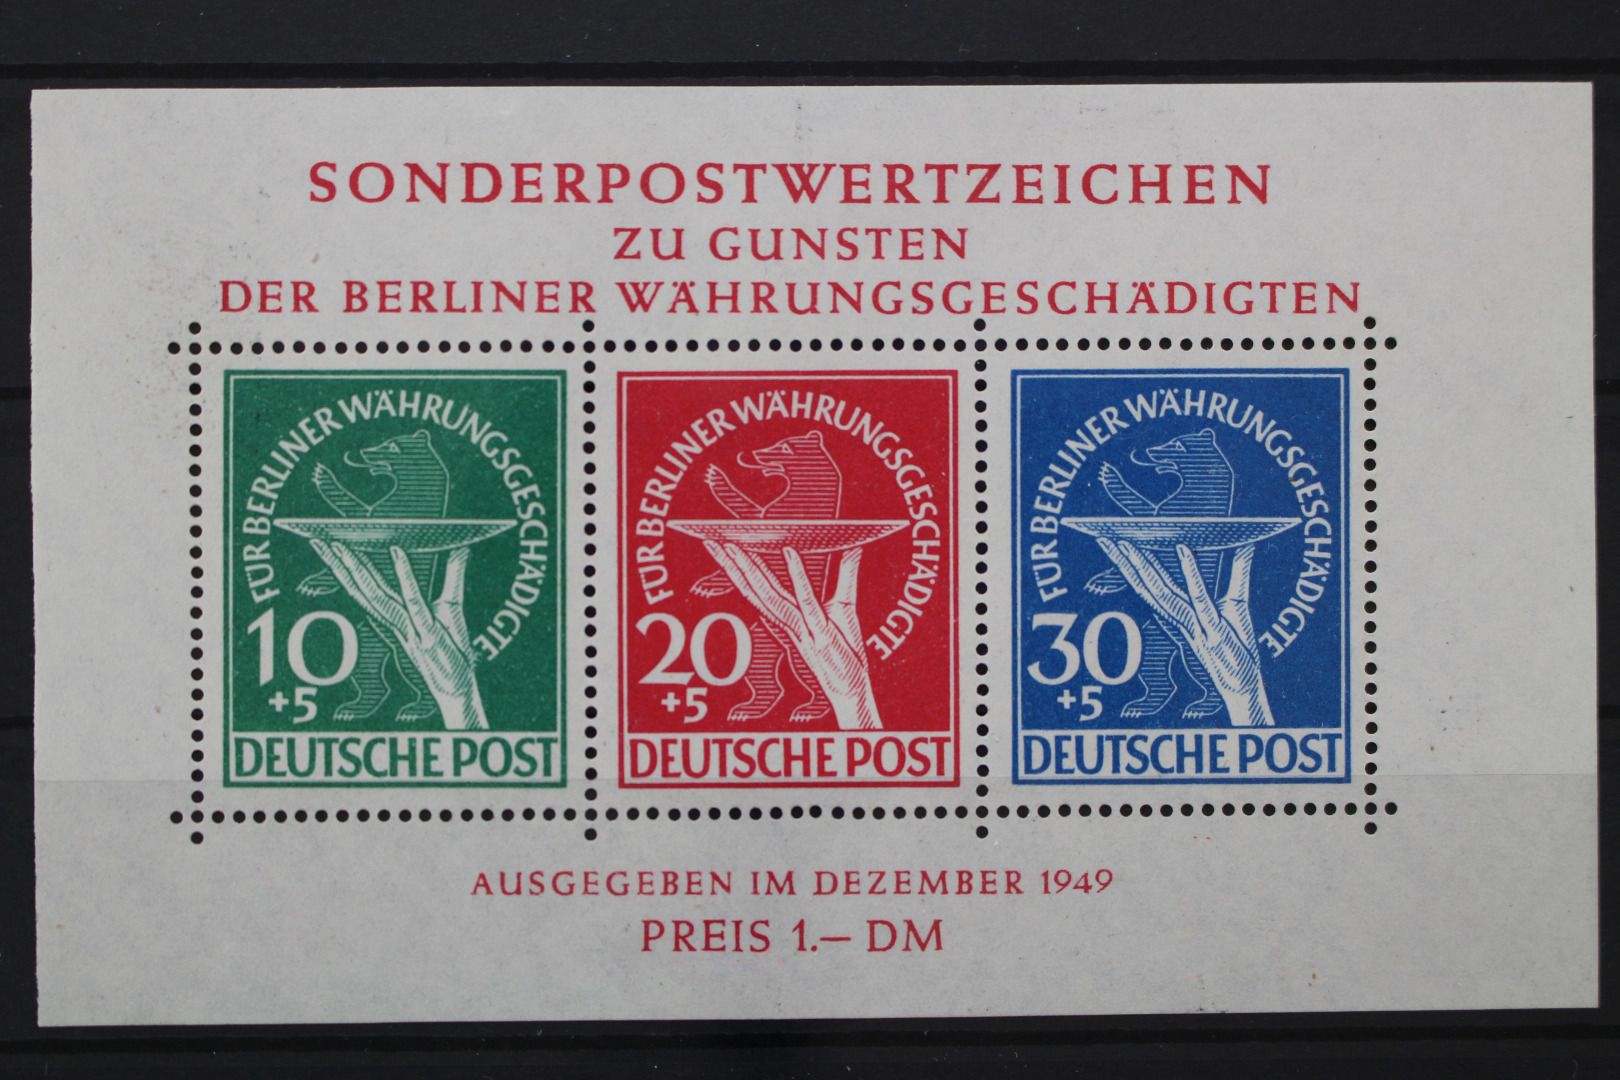 SONDERPOSTWERTZEICHEN
ZU GUNSTEN
DER BERLINER WÄHRUNGSGESCHÄDIGTEN
FÜR BERLINER WÄHRUNGSGESCHÄDIGTE
10
+5
DEUTSCHE POST
FÜR BERLINER WÄHRUNGSGESCHÄDIGTE
20
+5
DEUTSCHE POST
FÜR BERLINER WÄHRUNGSGESCHÄDIGTE
30
+5
DEUTSCHE POST
AUSGEGEBEN IM DEZEMBER 1949
PREIS 1.— DM